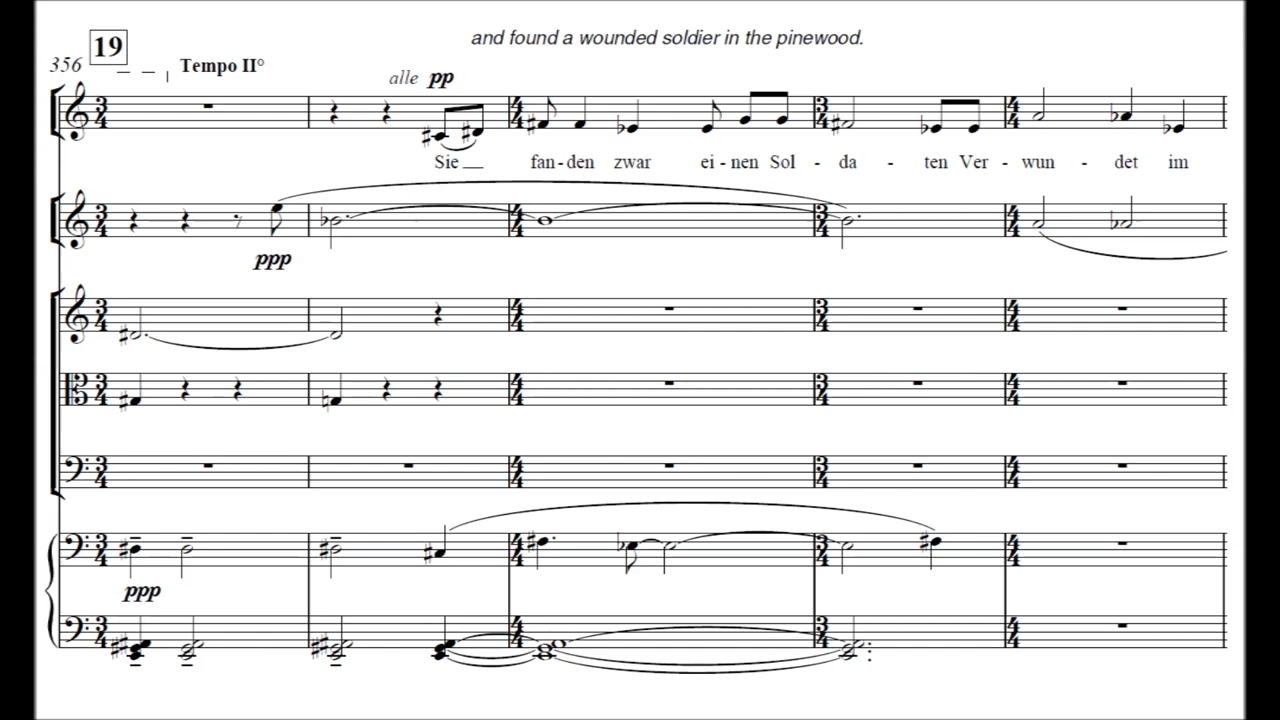 and found a wounded soldier in the pinewood.
19
356
Tempo II°
alle pp
Sie fan - den zwar ei - nen Sol - da - ten Ver - wun - det im
ppp
ppp